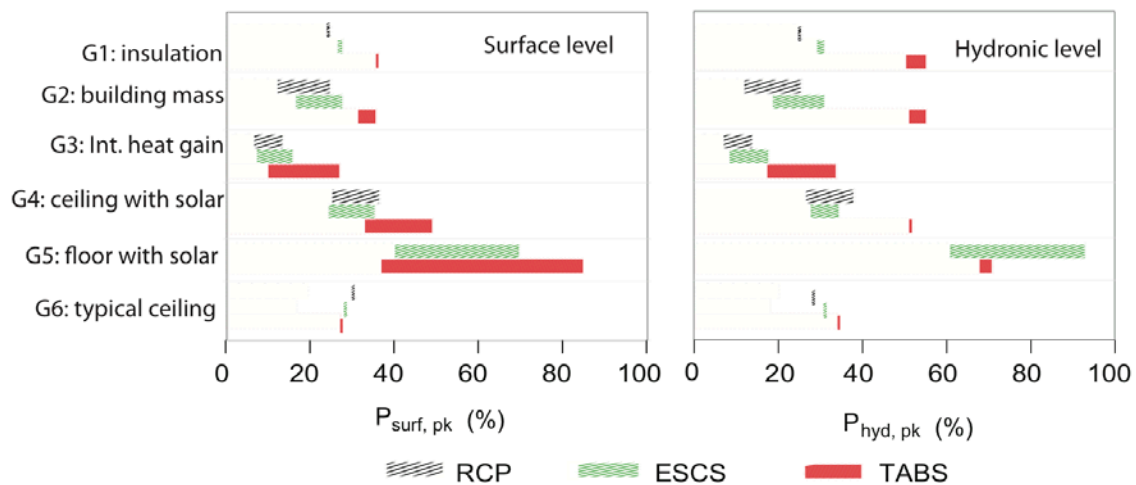 Surface level
Hydronic level
G1: insulation
G2: building mass
G3: Int. heat gain
G4: ceiling with solar
G5: floor with solar
G6: typical ceiling
0 20 40 60 80 100
0 20 40 60 80 100
P surf, pk (%)
P hyd, pk (%)
RCP ESCS TABS